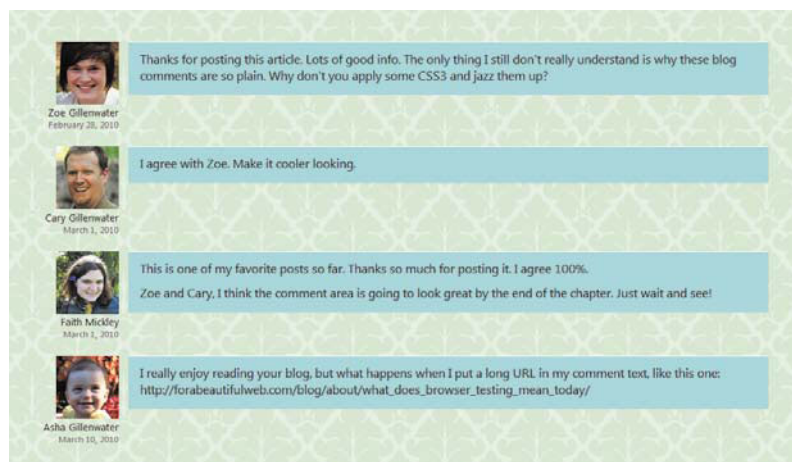 Thanks for posting this article. Lots of good info. The only thing I still don't really understand is why these blog
comments are so plain. Why don't you apply some CSS3 and jazz them up?
Zoe Gillenwater
February 28, 2010
I agree with Zoe. Make it cooler looking.
Cary Gillenwater
March 1, 2010
This is one of my favorite posts so far. Thanks so much for posting it. I agree 100%.
Zoe and Cary, I think the comment area is going to look great by the end of the chapter. Just wait and see!
Faith Mickley
March 1, 2010
I really enjoy reading your blog, but what happens when I put a long URL in my comment text, like this one:
http://forabeautifulweb.com/blog/about/what_does_browser_testing_mean_today/
Asha Gillenwater
March 10, 2010